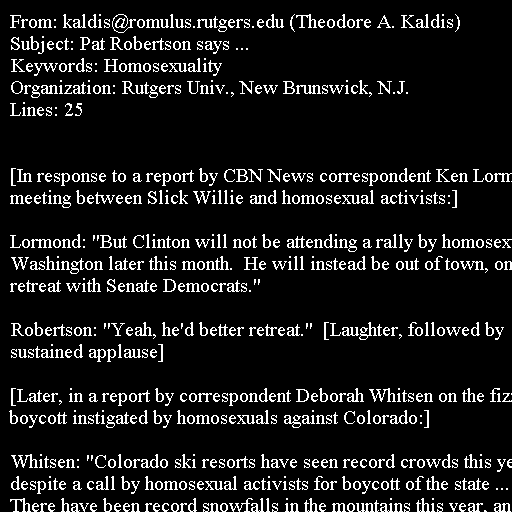 From: kaldis@romulus.rutgers.edu (Theodore A. Kaldis)
Subject: Pat Robertson says ...
Keywords: Homosexuality
Organization: Rutgers Univ., New Brunswick, N.J.
Lines: 25
[In response to a report by CBN News correspondent Ken Lorm
meeting between Slick Willie and homosexual activists:]
Lormond: "But Clinton will not be attending a rally by homosex
Washington later this month.  He will instead be out of town, on
retreat with Senate Democrats."
Robertson: "Yeah, he'd better retreat."  [Laughter, followed by
sustained applause]
[Later, in a report by correspondent Deborah Whitsen on the fiz
boycott instigated by homosexuals against Colorado:]
Whitsen: "Colorado ski resorts have seen record crowds this ye
despite a call by homosexual activists for boycott of the state ...
There have been record snowfalls in the mountains this year, an